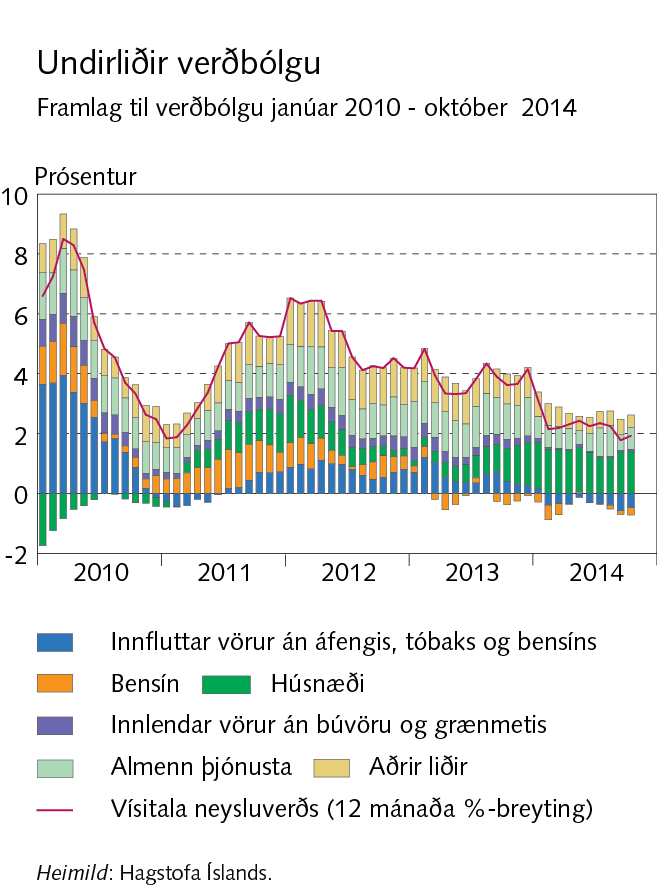 Undirliðir verðbólgu
Framlag til verðbólgu janúar 2010 - október 2014
Prósentur
10
8
6
4
2
0
-2
2010 2011 2012 2013 2014
Innfluttar vörur án áfengis, tóbaks og bensíns
Bensín Húsnæði
Innlendar vörur án búvöru og grænmetis
Almenn þjónusta Aðrir liðir
Vísitala neysluverðs (12 mánaða %-breyting)
Heimild: Hagstofa Íslands.